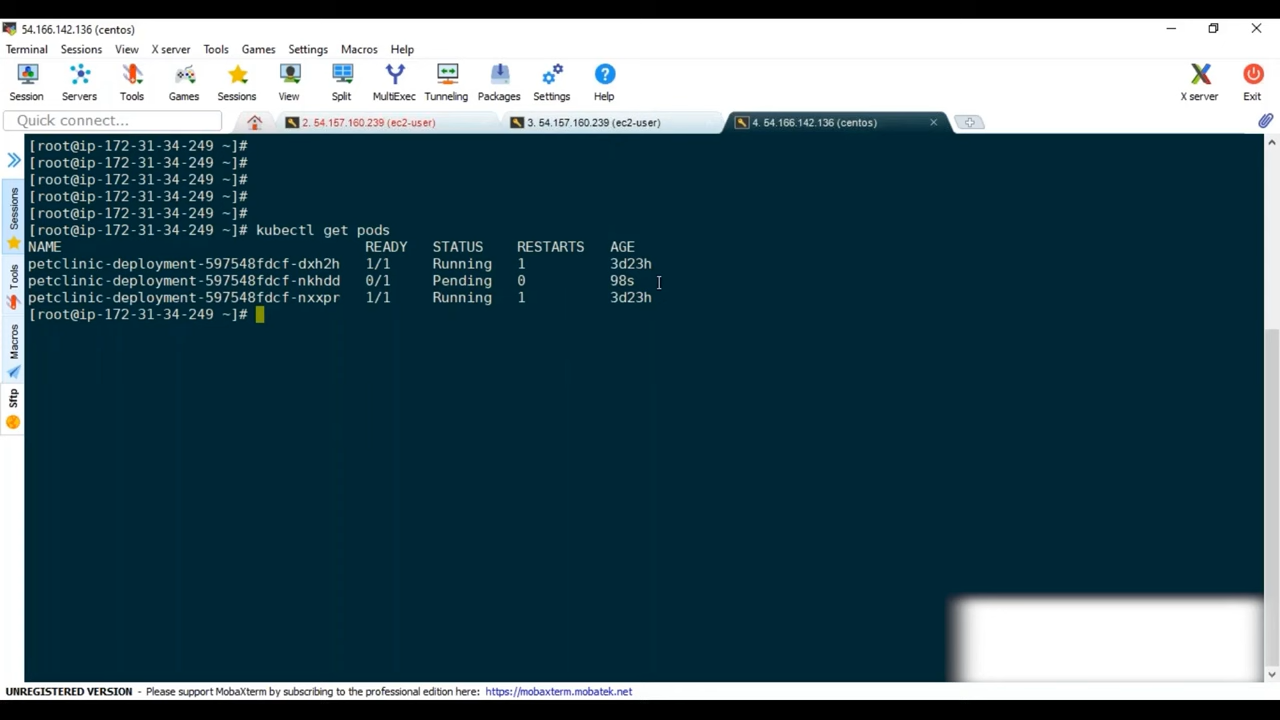 54.166.142.136 (centos)
Terminal Sessions View X server Tools Games Settings Macros Help
Session Servers Tools Games Sessions View Split MultiExec Tunneling Packages Settings Help X server Exit
Quick connect... 2. 54.157.160.239 (ec2-user) 3. 54.157.160.239 (ec2-user) 4. 54.166.142.136 (centos)
Sessions
Tools
Macros
Sftp
[root@ip-172-31-34-249 ~]#
[root@ip-172-31-34-249 ~]#
[root@ip-172-31-34-249 ~]#
[root@ip-172-31-34-249 ~]#
[root@ip-172-31-34-249 ~]#
[root@ip-172-31-34-249 ~]# kubectl get pods
NAME READY STATUS RESTARTS AGE
petclinic-deployment-597548fdcf-dxh2h 1/1 Running 1 3d23h
petclinic-deployment-597548fdcf-nkhdd 0/1 Pending 0 98s
petclinic-deployment-597548fdcf-nxxpr 1/1 Running 1 3d23h
[root@ip-172-31-34-249 ~]#
UNREGISTERED VERSION - Please support MobaXterm by subscribing to the professional edition here: https://mobaxterm.mobatek.net